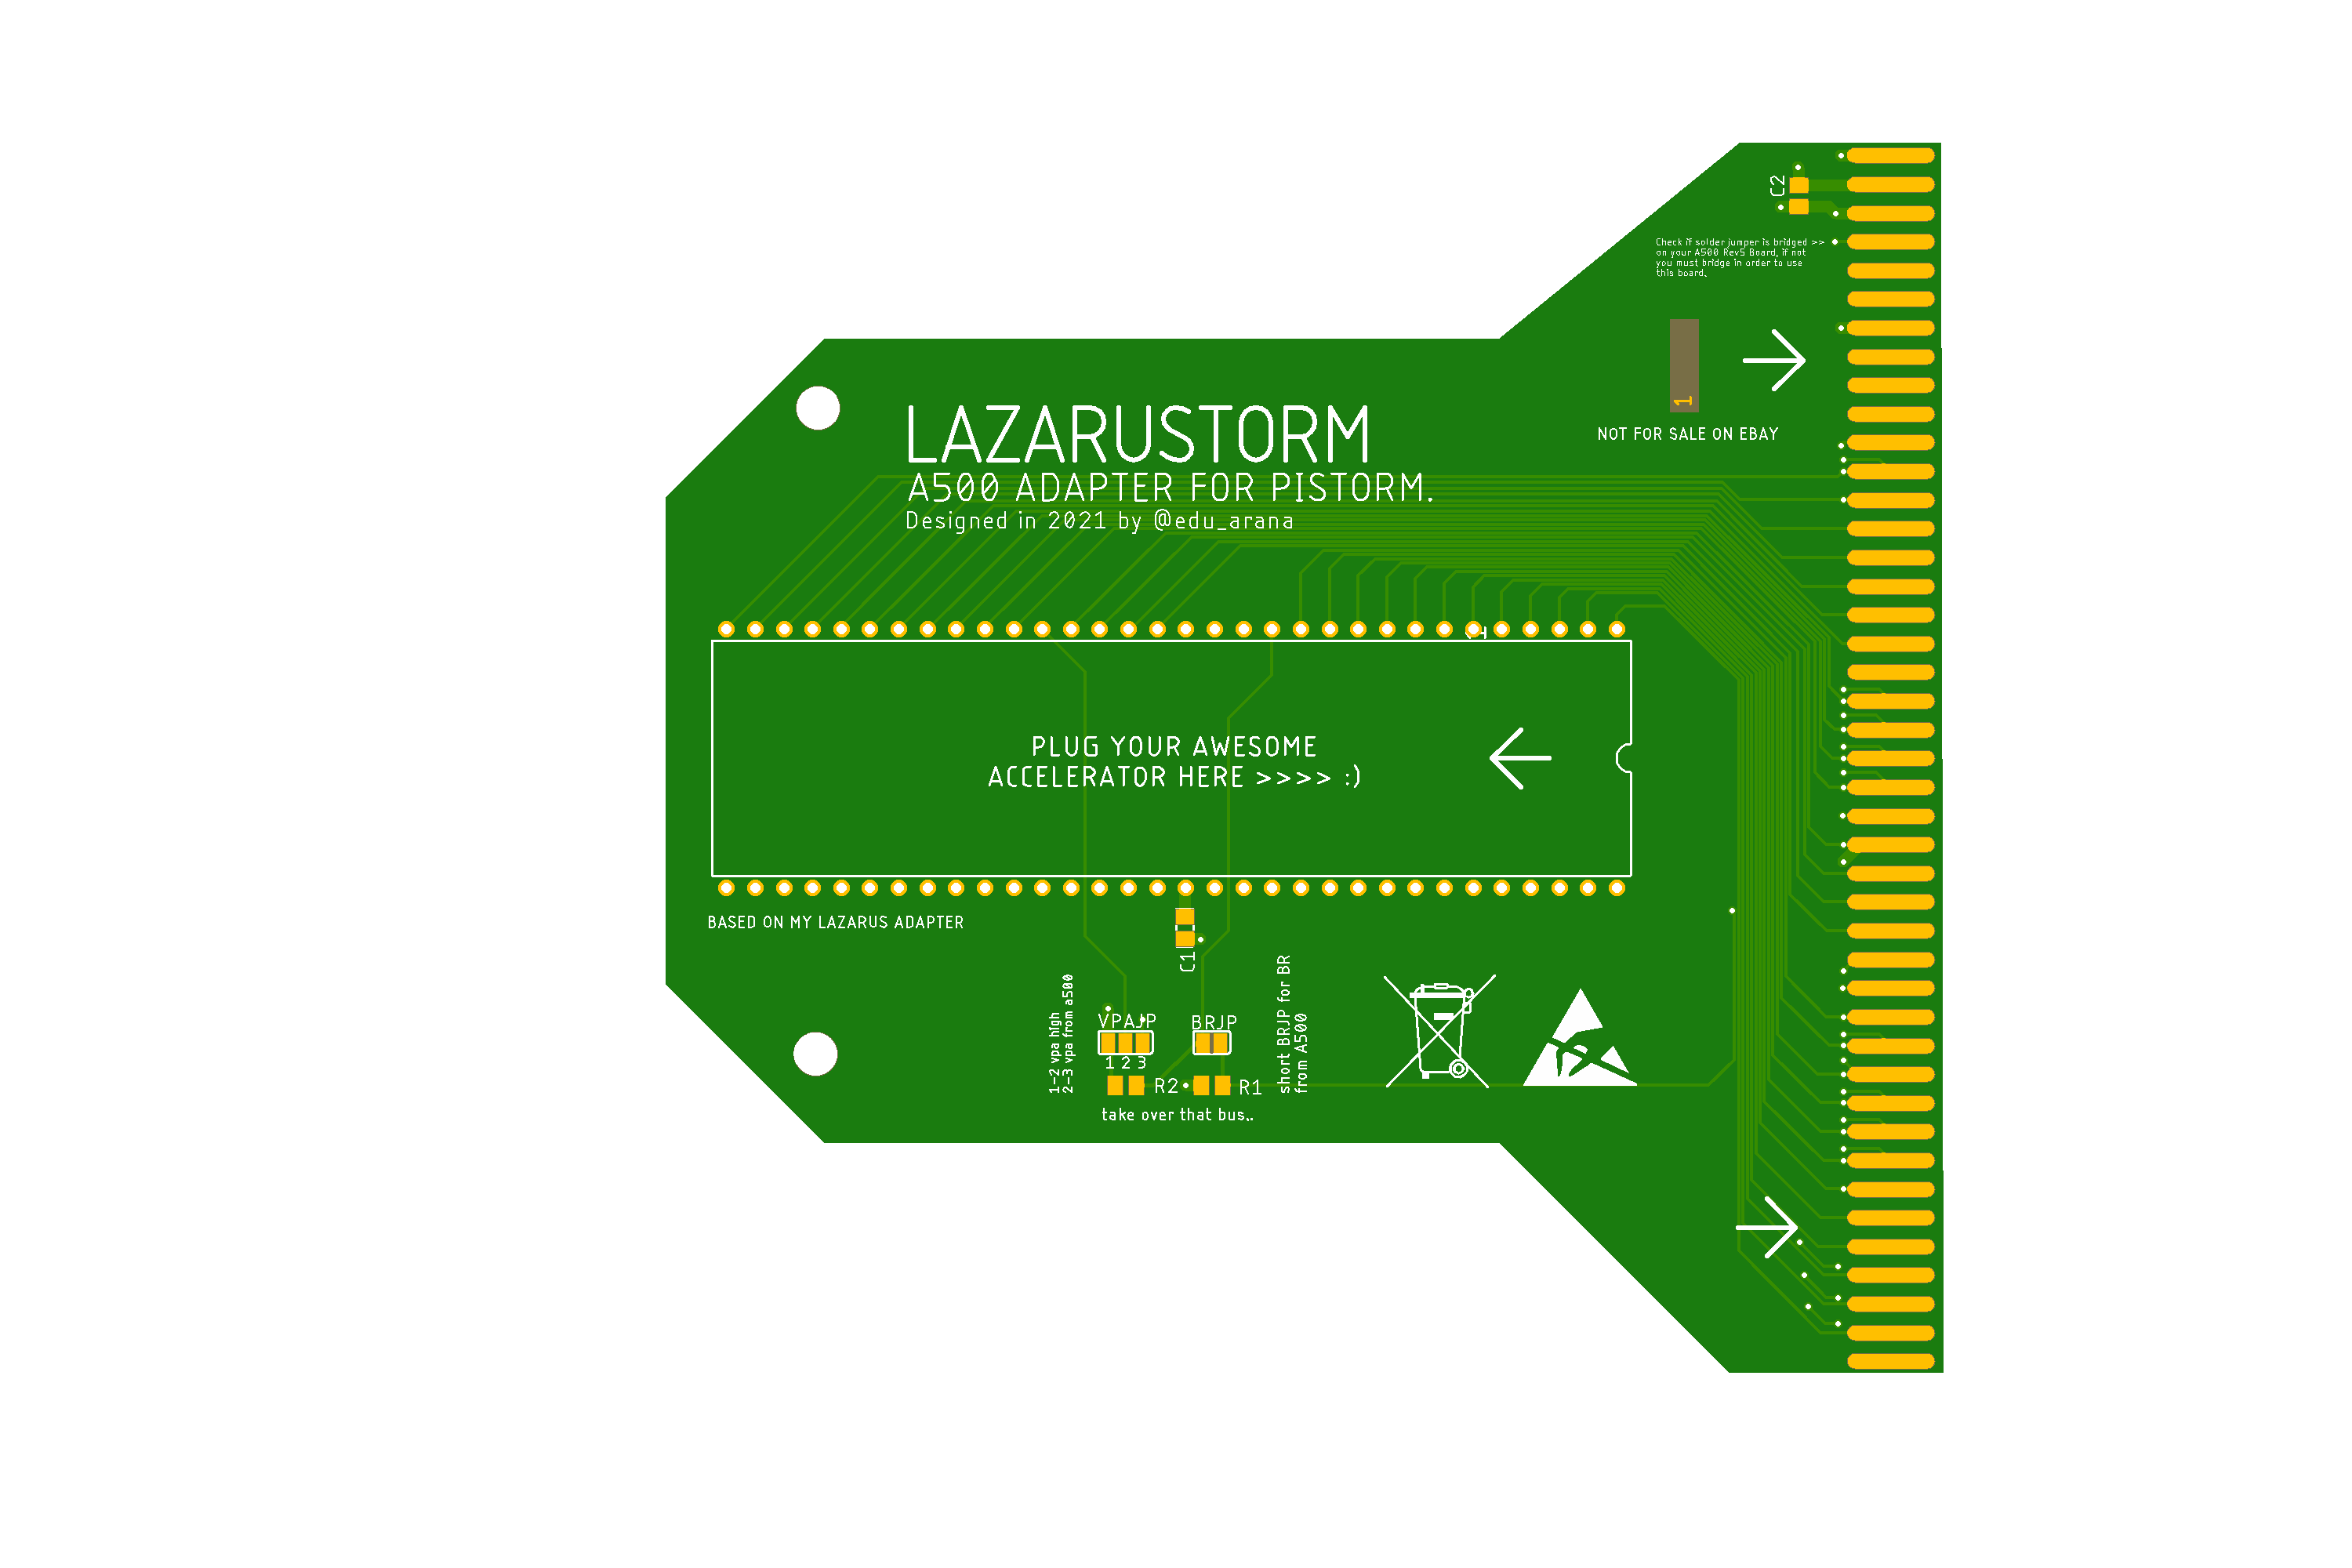 C2
Check if solder jumper is bridged >>
on your A500 Rev5 Board, if not
you must bridge in order to use
this board.
1
NOT FOR SALE ON EBAY
LAZARUSTORM
A500 ADAPTER FOR PISTORM.
Designed in 2021 by @edu_arana
PLUG YOUR AWESOME
ACCELERATOR HERE >>>> :)
BASED ON MY LAZARUS ADAPTER
C1
1-2 vpa high
2-3 vpa from a500
VPAJP
1 2 3
BRJP
short BRJP for BR
from A500
R2
R1
take over that bus..